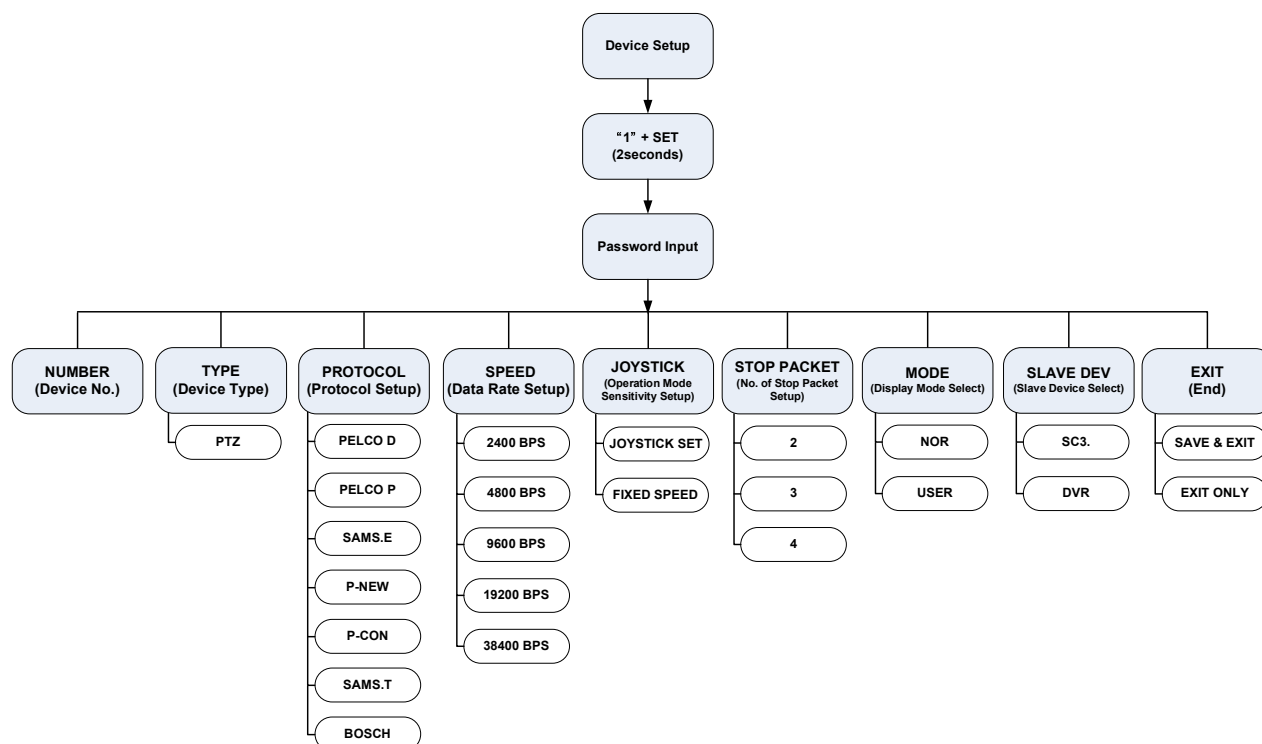 Device Setup
“1” + SET
(2seconds)
Password Input
NUMBER
(Device No.)
TYPE
(Device Type)
PTZ
PROTOCOL
(Protocol Setup)
PELCO D
PELCO P
SAMS.E
P-NEW
P-CON
SAMS.T
BOSCH
SPEED
(Data Rate Setup)
2400 BPS
4800 BPS
9600 BPS
19200 BPS
38400 BPS
JOYSTICK
(Operation Mode
Sensitivity Setup)
JOYSTICK SET
FIXED SPEED
STOP PACKET
(No. of Stop Packet
Setup)
2
3
4
MODE
(Display Mode Select)
NOR
USER
SLAVE DEV
(Slave Device Select)
SC3.
DVR
EXIT
(End)
SAVE & EXIT
EXIT ONLY